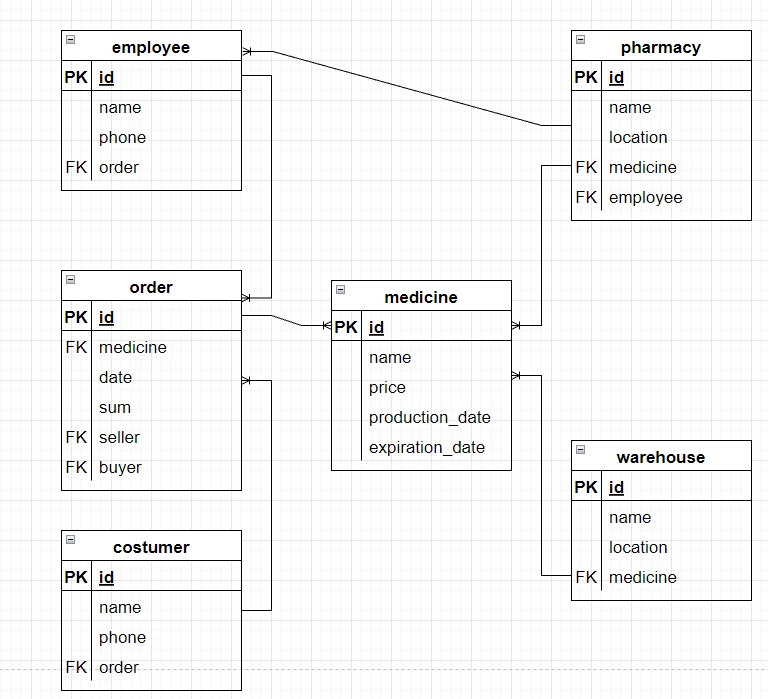 employee
PK id
name
phone
FK order
pharmacy
PK id
name
location
FK medicine
FK employee
order
PK id
FK medicine
date
sum
FK seller
FK buyer
medicine
PK id
name
price
production_date
expiration_date
warehouse
PK id
name
location
FK medicine
costumer
PK id
name
phone
FK order